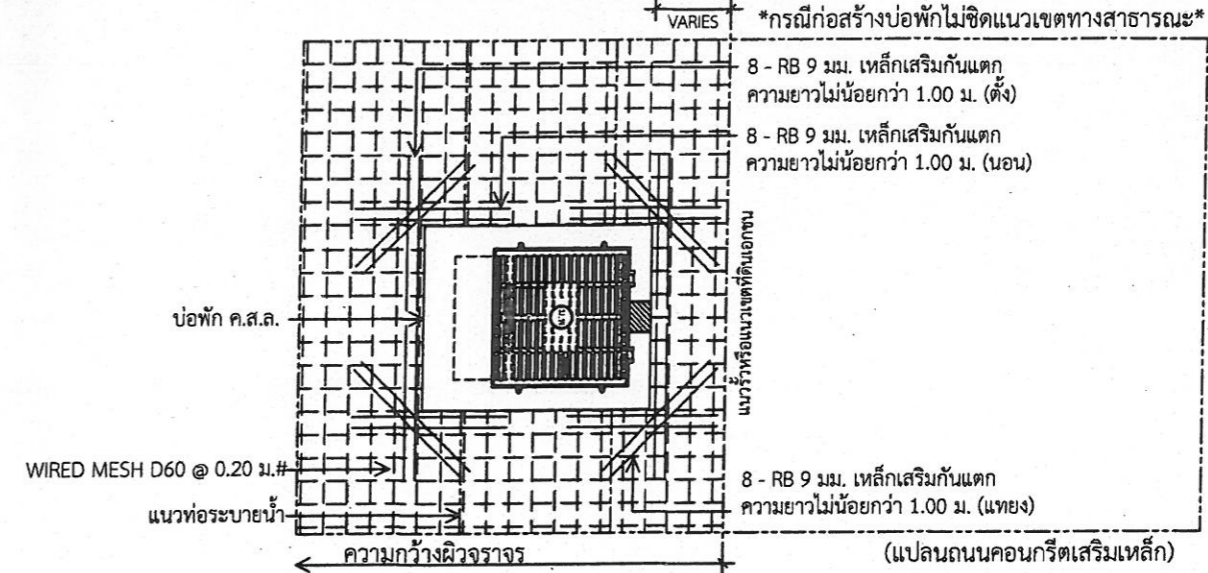 VARIES
*กรณีก่อสร้างบ่อพักไม่ชิดแนวเขตทางสาธารณะ*
8 - RB 9 มม. เหล็กเสริมกันแตก
ความยาวไม่น้อยกว่า 1.00 ม. (ตั้ง)
8 - RB 9 มม. เหล็กเสริมกันแตก
ความยาวไม่น้อยกว่า 1.00 ม. (นอน)
แนวรั้วหรือแนวเขตที่ดินเอกชน
บ่อพัก ค.ส.ล.
WIRED MESH D60 @ 0.20 ม.#
แนวท่อระบายน้ำ
8 - RB 9 มม. เหล็กเสริมกันแตก
ความยาวไม่น้อยกว่า 1.00 ม. (แทยง)
ความกว้างผิวจราจร
(แปลนถนนคอนกรีตเสริมเหล็ก)